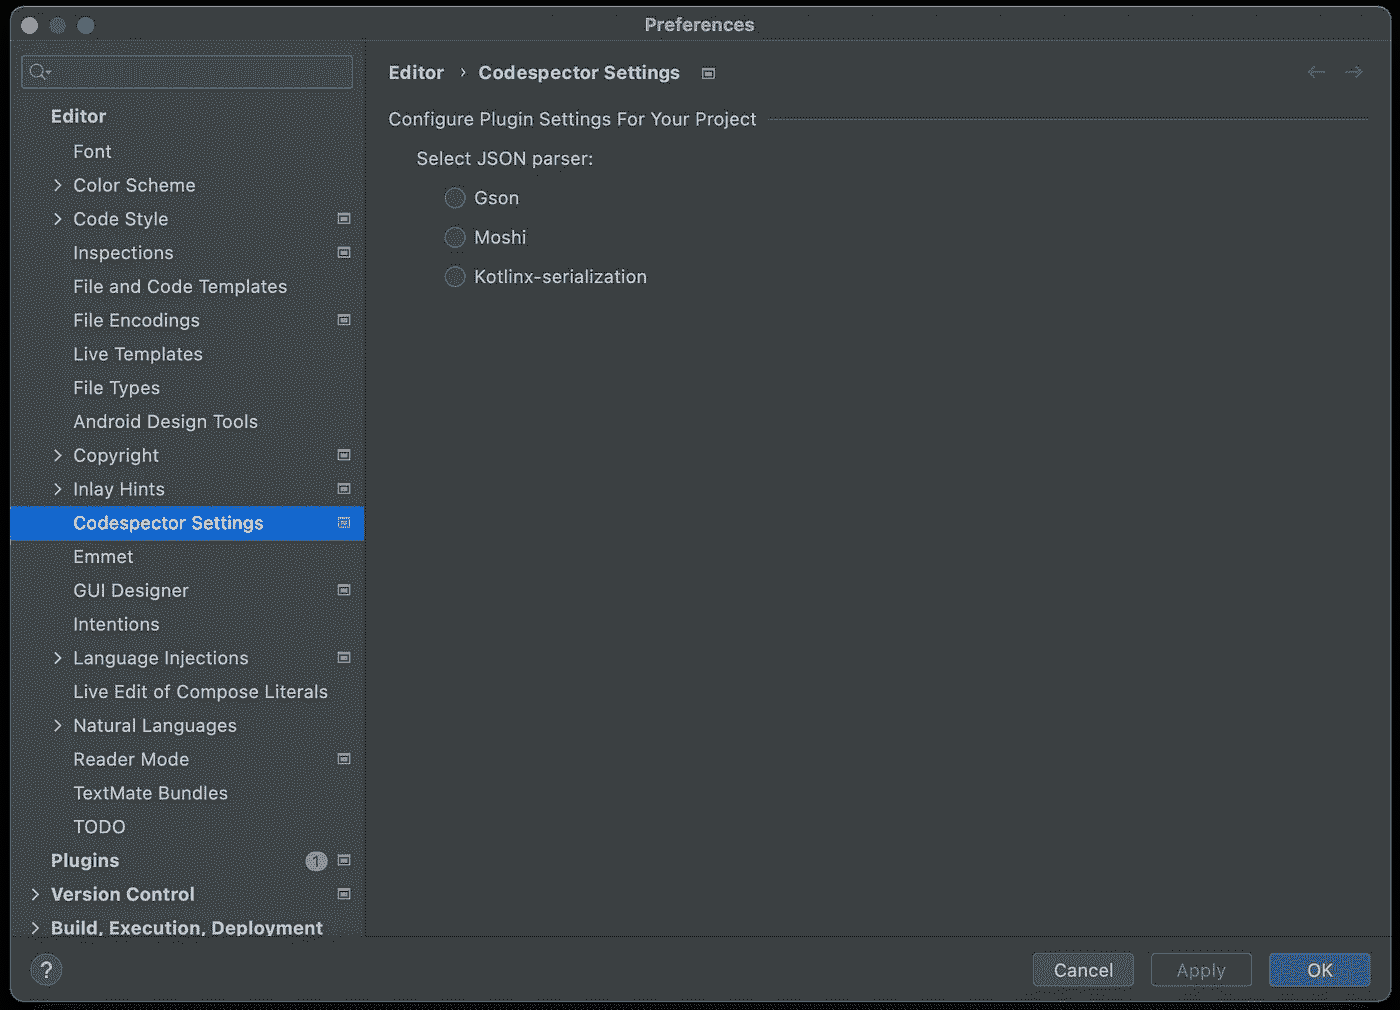 Preferences
Editor
Font
Color Scheme
Code Style
Inspections
File and Code Templates
File Encodings
Live Templates
File Types
Android Design Tools
Copyright
Inlay Hints
Codespector Settings
Emmet
GUI Designer
Intentions
Language Injections
Live Edit of Compose Literals
Natural Languages
Reader Mode
TextMate Bundles
TODO
Plugins 1
Version Control
Build, Execution, Deployment
Editor › Codespector Settings
Configure Plugin Settings For Your Project
Select JSON parser:
Gson
Moshi
Kotlinx-serialization
?
Cancel
Apply
OK